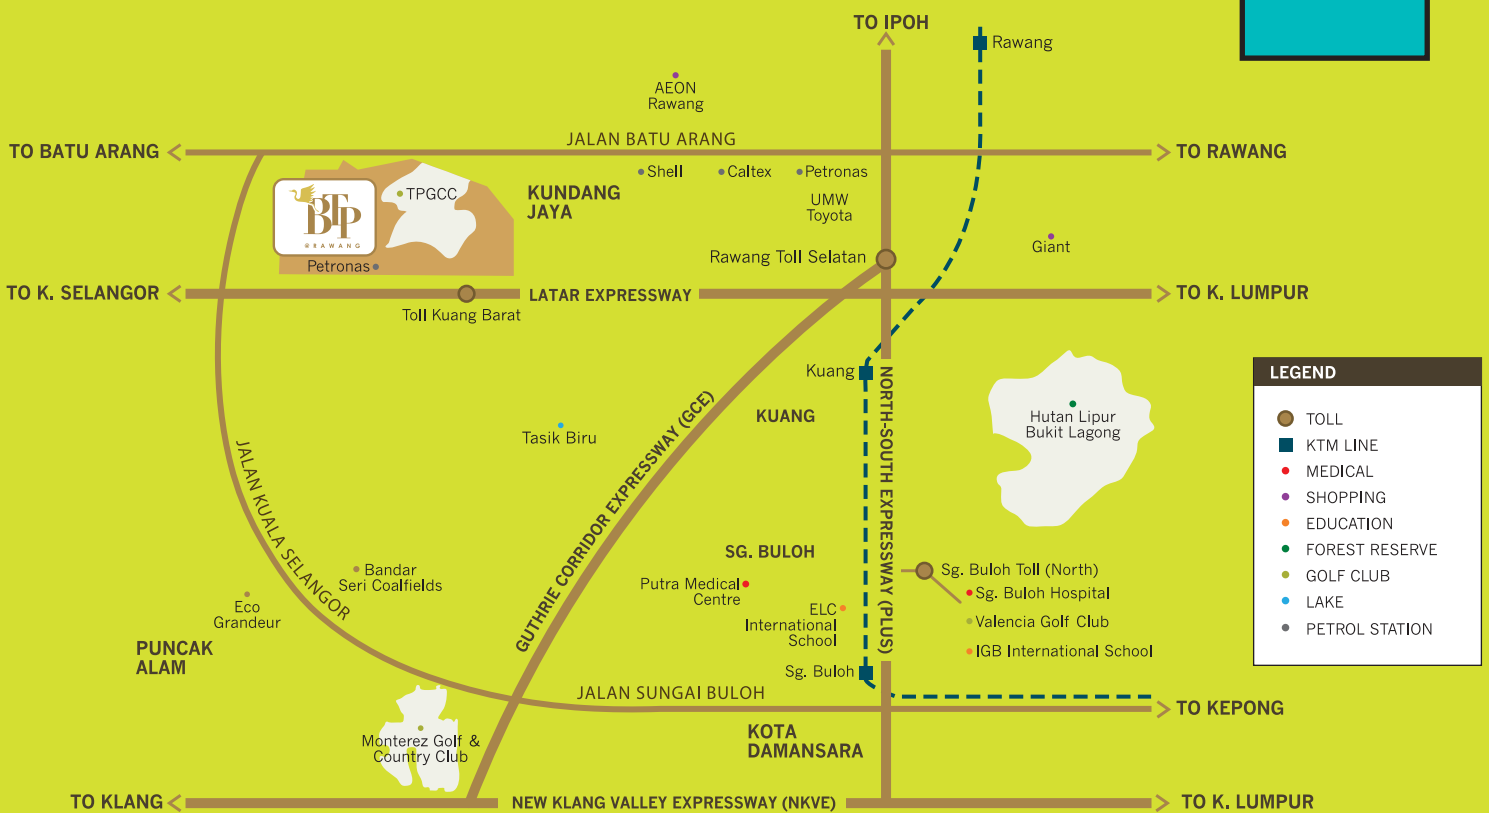 TO IPOH
Rawang
AEON
Rawang
JALAN BATU ARANG
TO BATU ARANG
TO RAWANG
Shell
Caltex
Petronas
TPGCC
KUNDANG
JAYA
BTP
@RAWANG
UMW
Toyota
Giant
Rawang Toll Selatan
Petronas
TO K. SELANGOR
LATAR EXPRESSWAY
TO K. LUMPUR
Toll Kuang Barat
Kuang
KUANG
NORTH-SOUTH EXPRESSWAY (PLUS)
Hutan Lipur
Bukit Lagong
Tasik Biru
GUTHRIE CORRIDOR EXPRESSWAY (GCE)
JALAN KUALA SELANGOR
LEGEND
TOLL
KTM LINE
MEDICAL
SHOPPING
EDUCATION
FOREST RESERVE
GOLF CLUB
LAKE
PETROL STATION
SG. BULOH
Bandar
Seri Coalfields
Putra Medical
Centre
Sg. Buloh Toll (North)
Sg. Buloh Hospital
Valencia Golf Club
IGB International School
ELC
International
School
Eco
Grandeur
PUNCAK
ALAM
Sg. Buloh
JALAN SUNGAI BULOH
TO KEPONG
KOTA
DAMANSARA
Monterez Golf &
Country Club
TO KLANG
NEW KLANG VALLEY EXPRESSWAY (NKVE)
TO K. LUMPUR